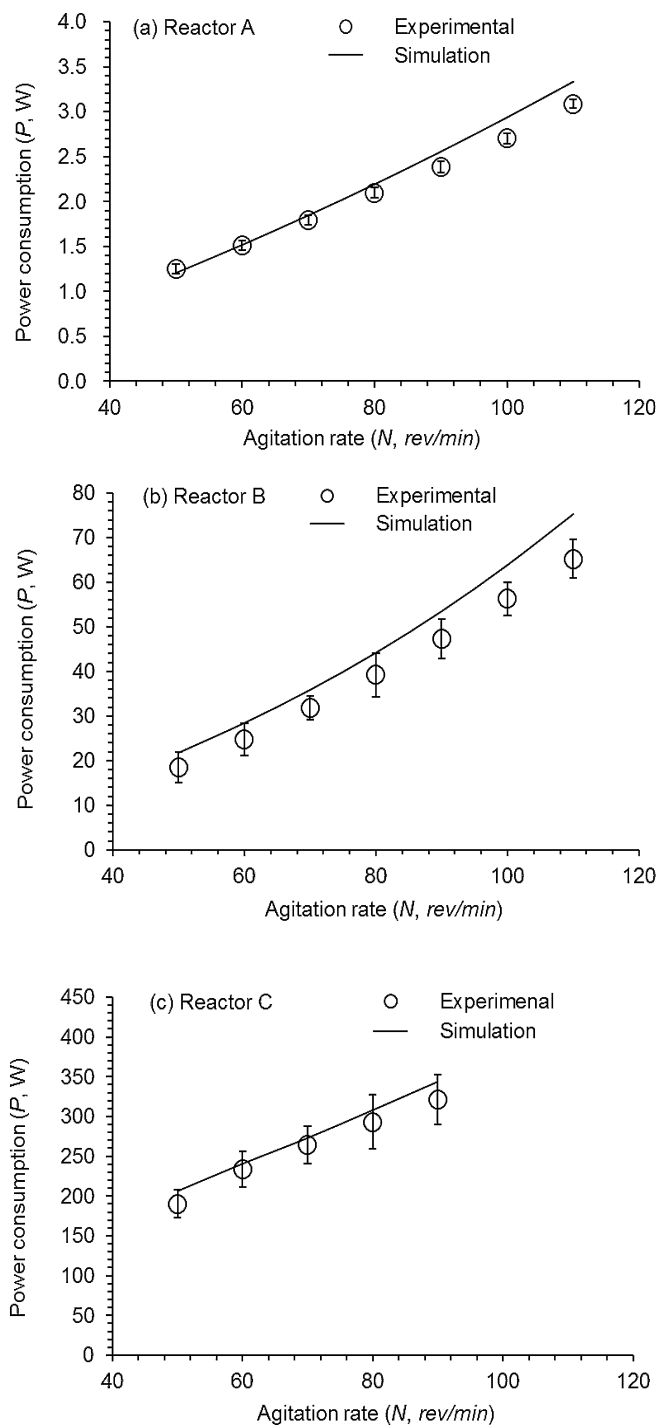 (a) Reactor A
Experimental
Simulation
Power consumption (P, W)
4.0
3.5
3.0
2.5
2.0
1.5
1.0
0.5
0.0
40 60 80 100 120
Agitation rate (N, rev/min)
(b) Reactor B
Experimental
Simulation
Power consumption (P, W)
80
70
60
50
40
30
20
10
0
40 60 80 100 120
Agitation rate (N, rev/min)
(c) Reactor C
Experimenal
Simulation
Power consumption (P, W)
450
400
350
300
250
200
150
100
50
0
40 60 80 100 120
Agitation rate (N, rev/min)